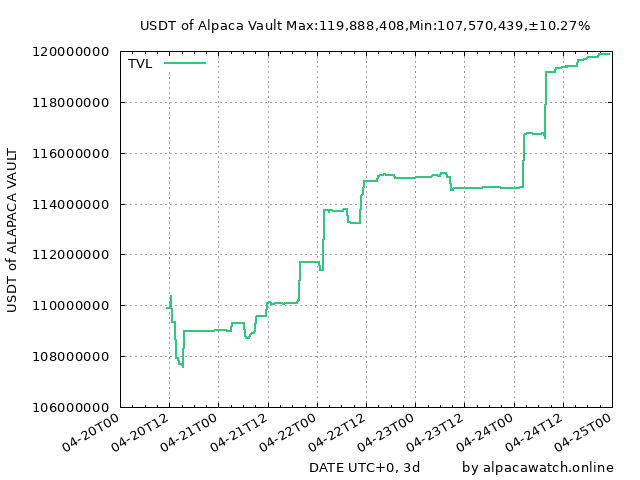 USDT of Alpaca Vault Max:119,888,408,Min:107,570,439,±10.27%
TVL
120000000
118000000
116000000
114000000
112000000
110000000
108000000
106000000
USDT of ALAPACA VAULT
04-20T00
04-20T12
04-21T00
04-21T12
04-22T00
04-22T12
04-23T00
04-23T12
04-24T00
04-24T12
04-25T00
DATE UTC+0, 3d
by alpacawatch.online